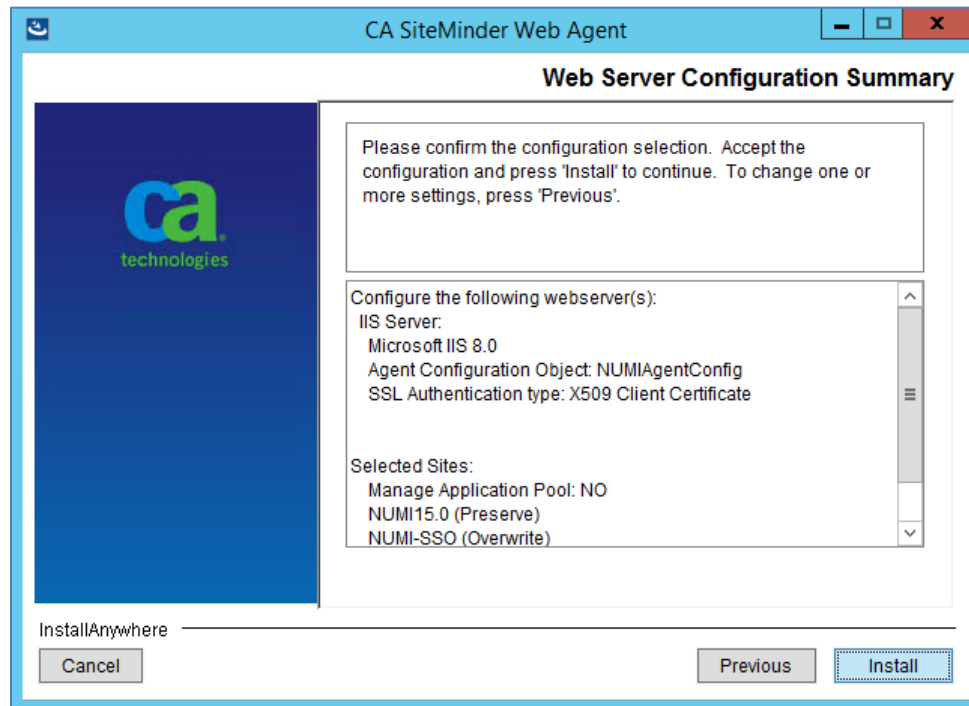 CA SiteMinder Web Agent
Web Server Configuration Summary
ca
technologies
Please confirm the configuration selection. Accept the
configuration and press 'Install' to continue. To change one or
more settings, press 'Previous'.
Configure the following webserver(s):
IIS Server:
Microsoft IIS 8.0
Agent Configuration Object: NUMIAgentConfig
SSL Authentication type: X509 Client Certificate
Selected Sites:
Manage Application Pool: NO
NUMI15.0 (Preserve)
NUMI-SSO (Overwrite)
InstallAnywhere
Cancel
Previous
Install